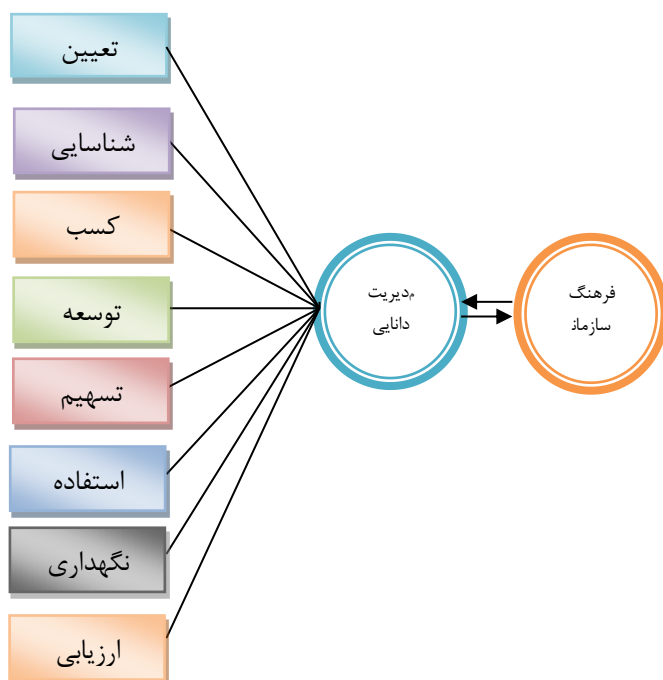 تعیین
شناسایی
کسب
توسعه
تسهیم
استفاده
نگهداری
ارزیابی
مدیریت
دانایی
فرهنگ
سازمان